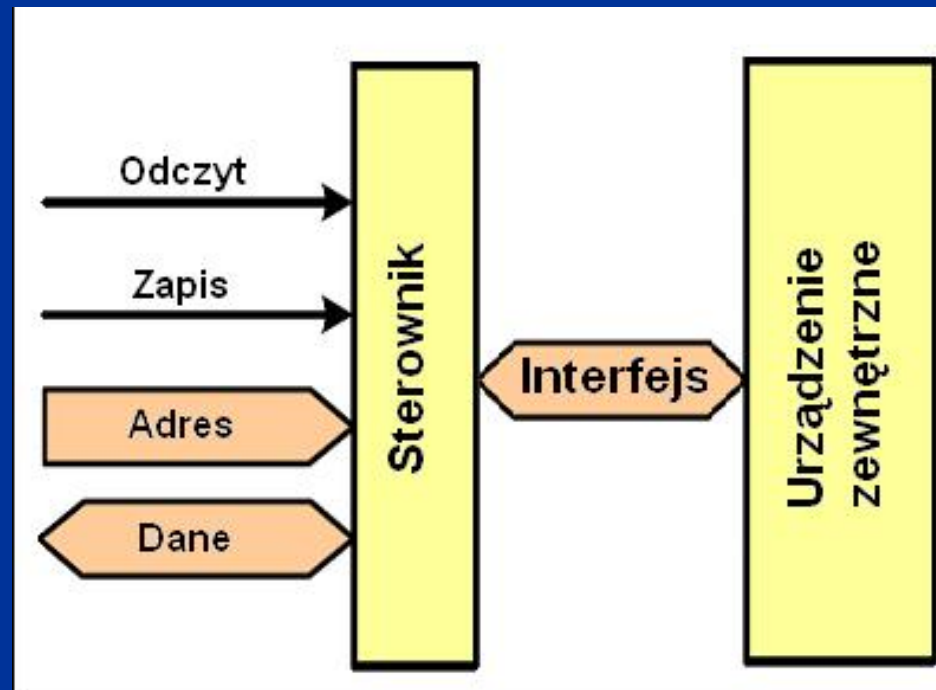 Odczyt
Zapis
Adres
Dane
Sterownik
Interfejs
Urządzenie
zewnętrzne